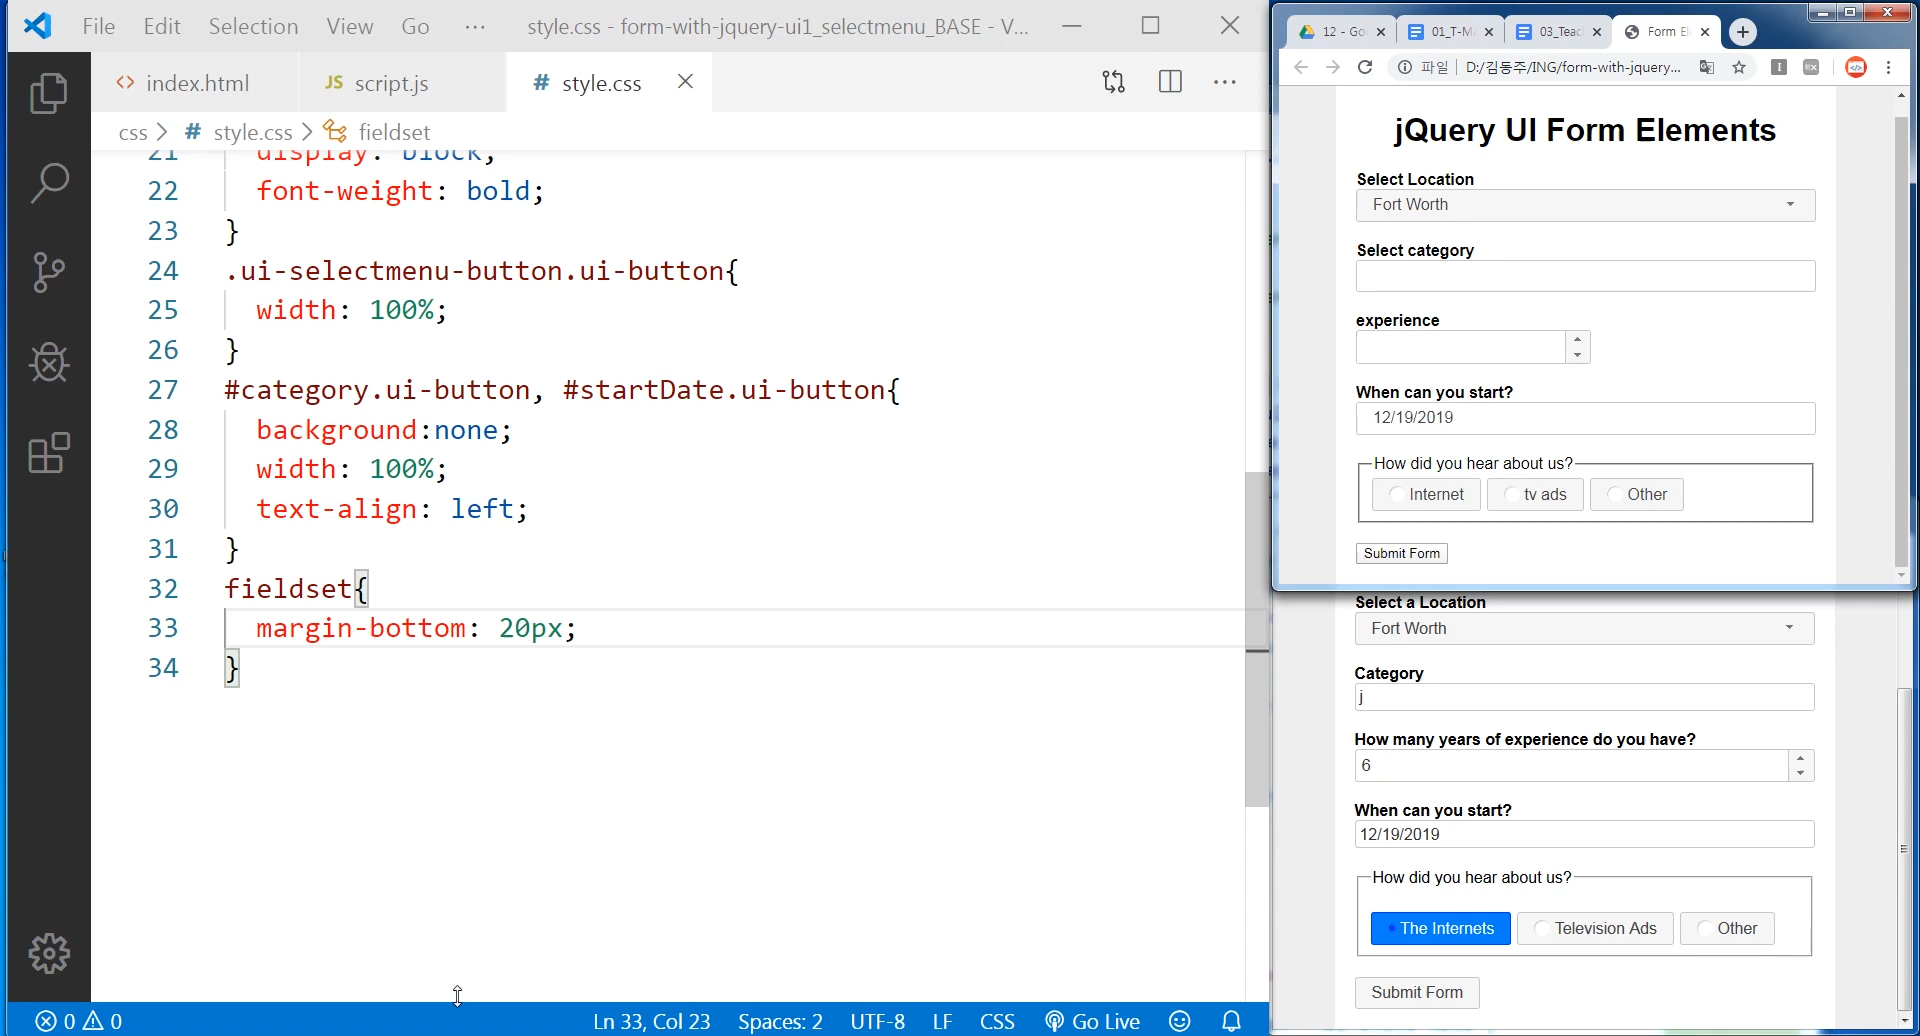 File Edit Selection View Go ··· style.css - form-with-jquery-ui1_selectmenu_BASE - V...
index.html
JS script.js
# style.css
css > # style.css > fieldset
21 display: block;
22 font-weight: bold;
23 }
24 .ui-selectmenu-button.ui-button{
25 width: 100%;
26 }
27 #category.ui-button, #startDate.ui-button{
28 background:none;
29 width: 100%;
30 text-align: left;
31 }
32 fieldset{
33 margin-bottom: 20px;
34 }
0 0 Ln 33, Col 23 Spaces: 2 UTF-8 LF CSS Go Live
12 - Go
01_T-M
03_Teac
Form El
파일 D:/김동주/ING/form-with-jquery...
jQuery UI Form Elements
Select Location
Fort Worth
Select category
experience
When can you start?
12/19/2019
How did you hear about us?
Internet tv ads Other
Submit Form
Select a Location
Fort Worth
Category
j
How many years of experience do you have?
6
When can you start?
12/19/2019
How did you hear about us?
The Internets Television Ads Other
Submit Form